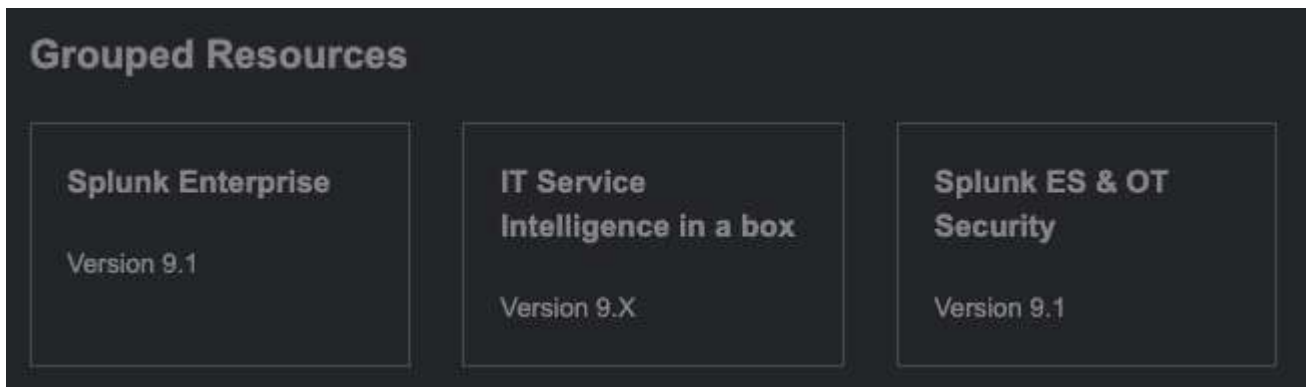 Grouped Resources
Splunk Enterprise
Version 9.1
IT Service
Intelligence in a box
Version 9.X
Splunk ES & OT
Security
Version 9.1